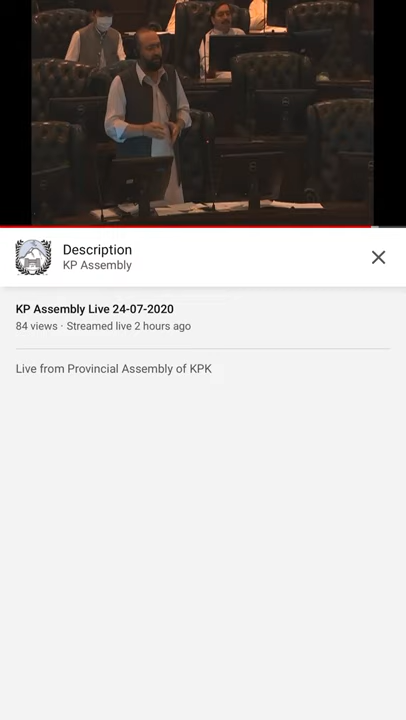 Description
KP Assembly
KP Assembly Live 24-07-2020
84 views · Streamed live 2 hours ago
Live from Provincial Assembly of KPK